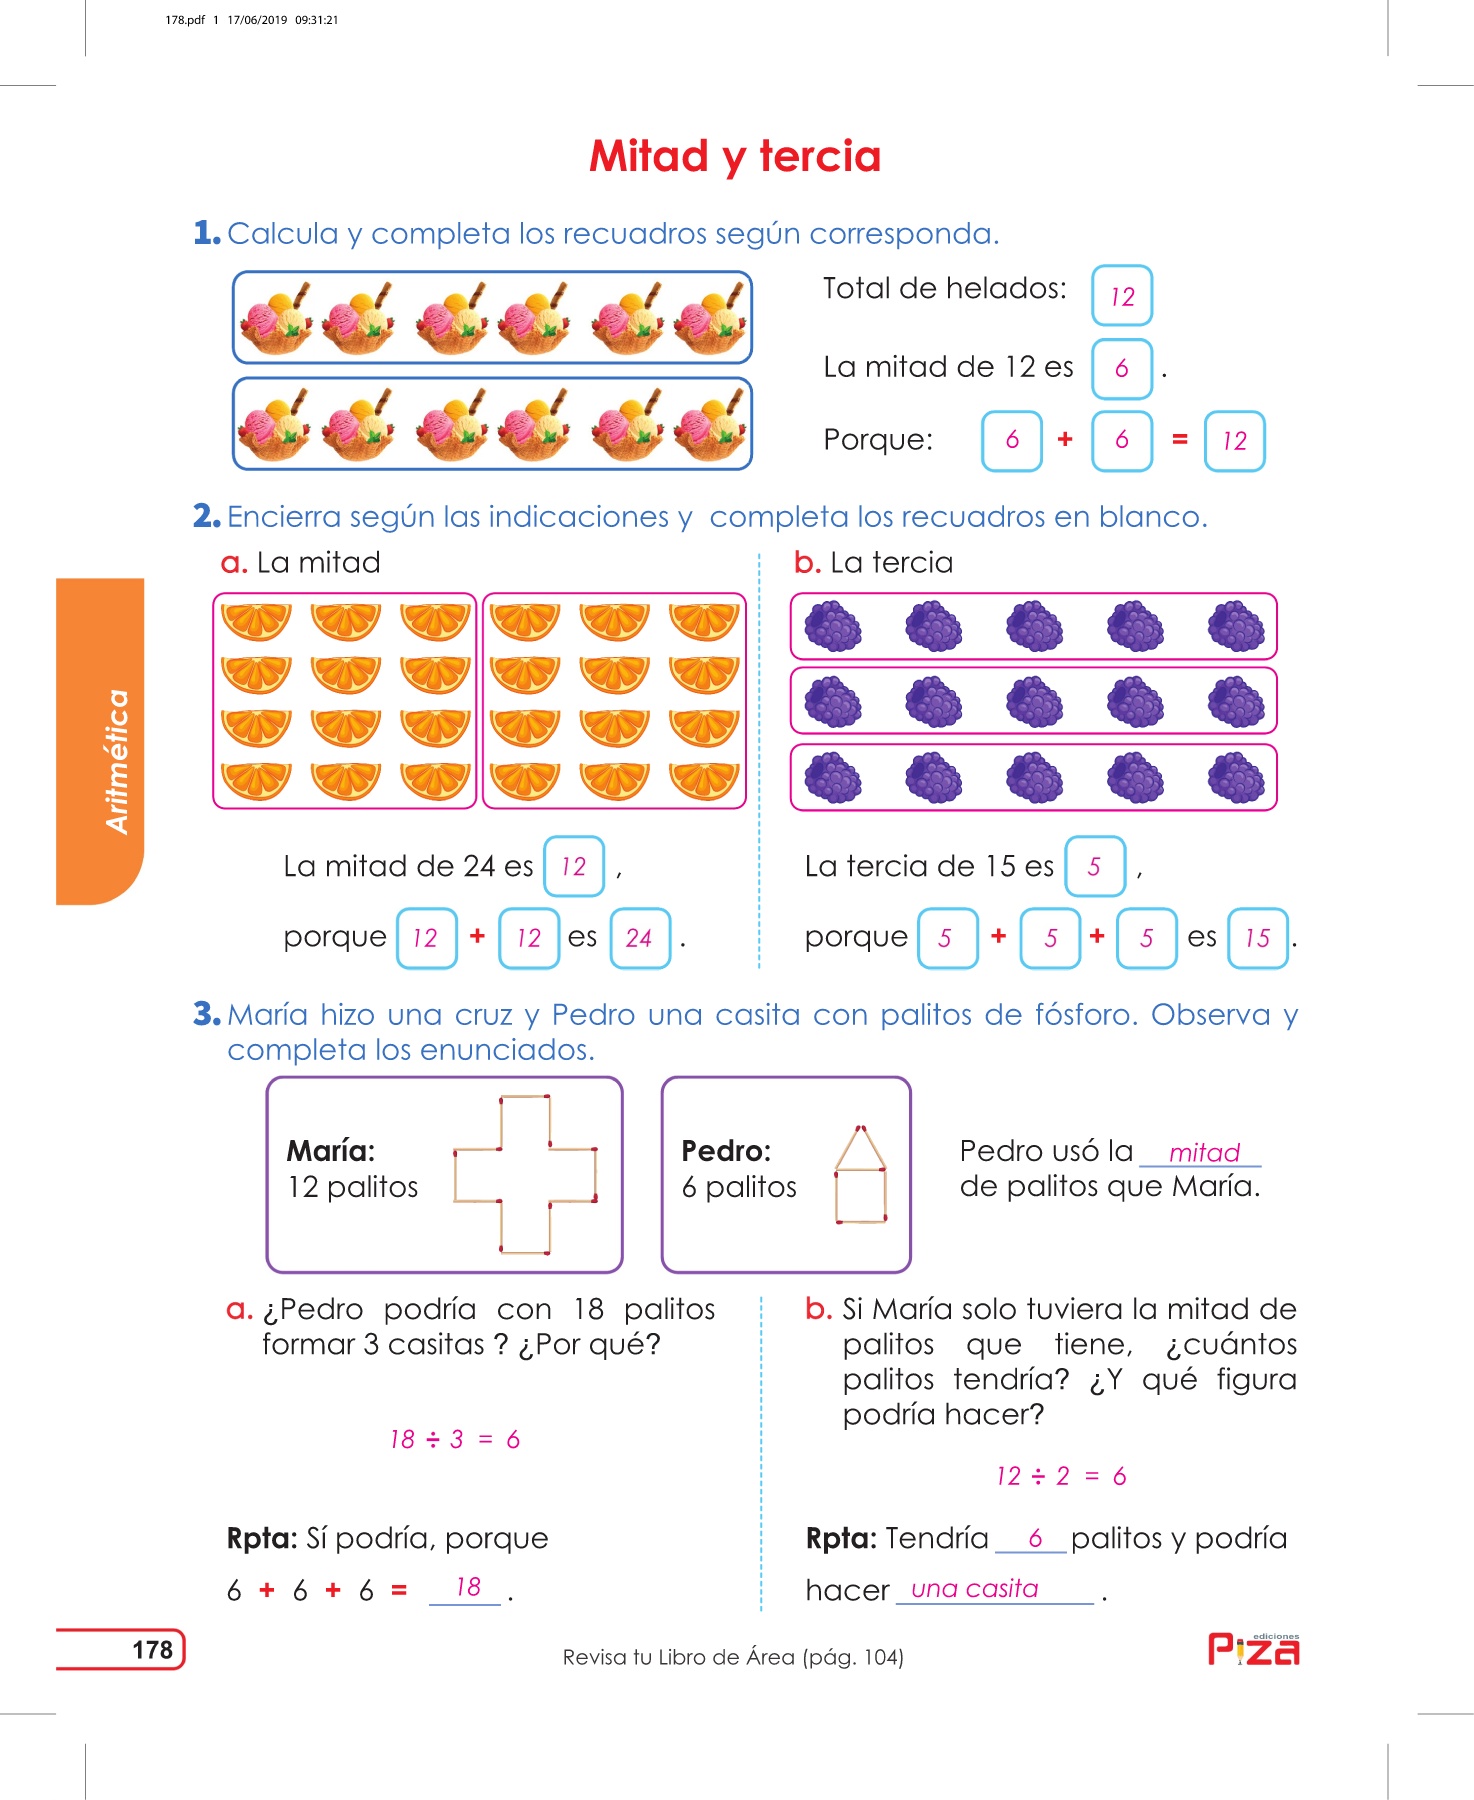 178.pdf 1 17/06/2019 09:31:21
Mitad y tercia
1. Calcula y completa los recuadros según corresponda.
Total de helados: 12
La mitad de 12 es 6 .
Porque: 6 + 6 = 12
2. Encierra según las indicaciones y completa los recuadros en blanco.
a. La mitad
La mitad de 24 es 12 ,
porque 12 + 12 es 24 .
b. La tercia
La tercia de 15 es 5 ,
porque 5 + 5 + 5 es 15 .
Aritmética
3. María hizo una cruz y Pedro una casita con palitos de fósforo. Observa y
completa los enunciados.
María:
12 palitos
Pedro:
6 palitos
Pedro usó la mitad
de palitos que María.
a. ¿Pedro podría con 18 palitos
formar 3 casitas ? ¿Por qué?
18 ÷ 3 = 6
Rpta: Sí podría, porque
6 + 6 + 6 = 18 .
b. Si María solo tuviera la mitad de
palitos que tiene, ¿cuántos
palitos tendría? ¿Y qué figura
podría hacer?
12 ÷ 2 = 6
Rpta: Tendría 6 palitos y podría
hacer una casita .
178
Revisa tu Libro de Área (pág. 104)
ediciones
Piza